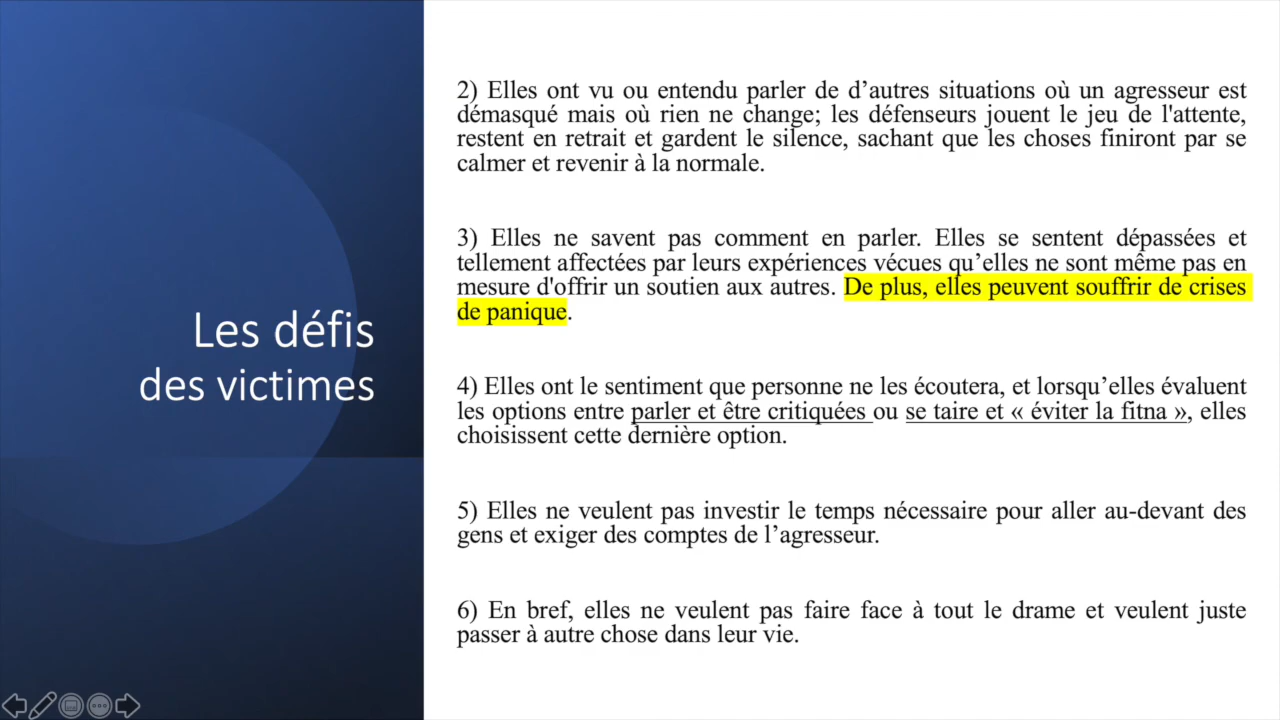 Les défis
des victimes
2) Elles ont vu ou entendu parler de d’autres situations où un agresseur est
démasqué mais où rien ne change; les défenseurs jouent le jeu de l'attente,
restent en retrait et gardent le silence, sachant que les choses finiront par se
calmer et revenir à la normale.
3) Elles ne savent pas comment en parler. Elles se sentent dépassées et
tellement affectées par leurs expériences vécues qu’elles ne sont même pas en
mesure d'offrir un soutien aux autres. De plus, elles peuvent souffrir de crises
de panique.
4) Elles ont le sentiment que personne ne les écoutera, et lorsqu’elles évaluent
les options entre parler et être critiquées ou se taire et « éviter la fitna », elles
choisissent cette dernière option.
5) Elles ne veulent pas investir le temps nécessaire pour aller au-devant des
gens et exiger des comptes de l’agresseur.
6) En bref, elles ne veulent pas faire face à tout le drame et veulent juste
passer à autre chose dans leur vie.